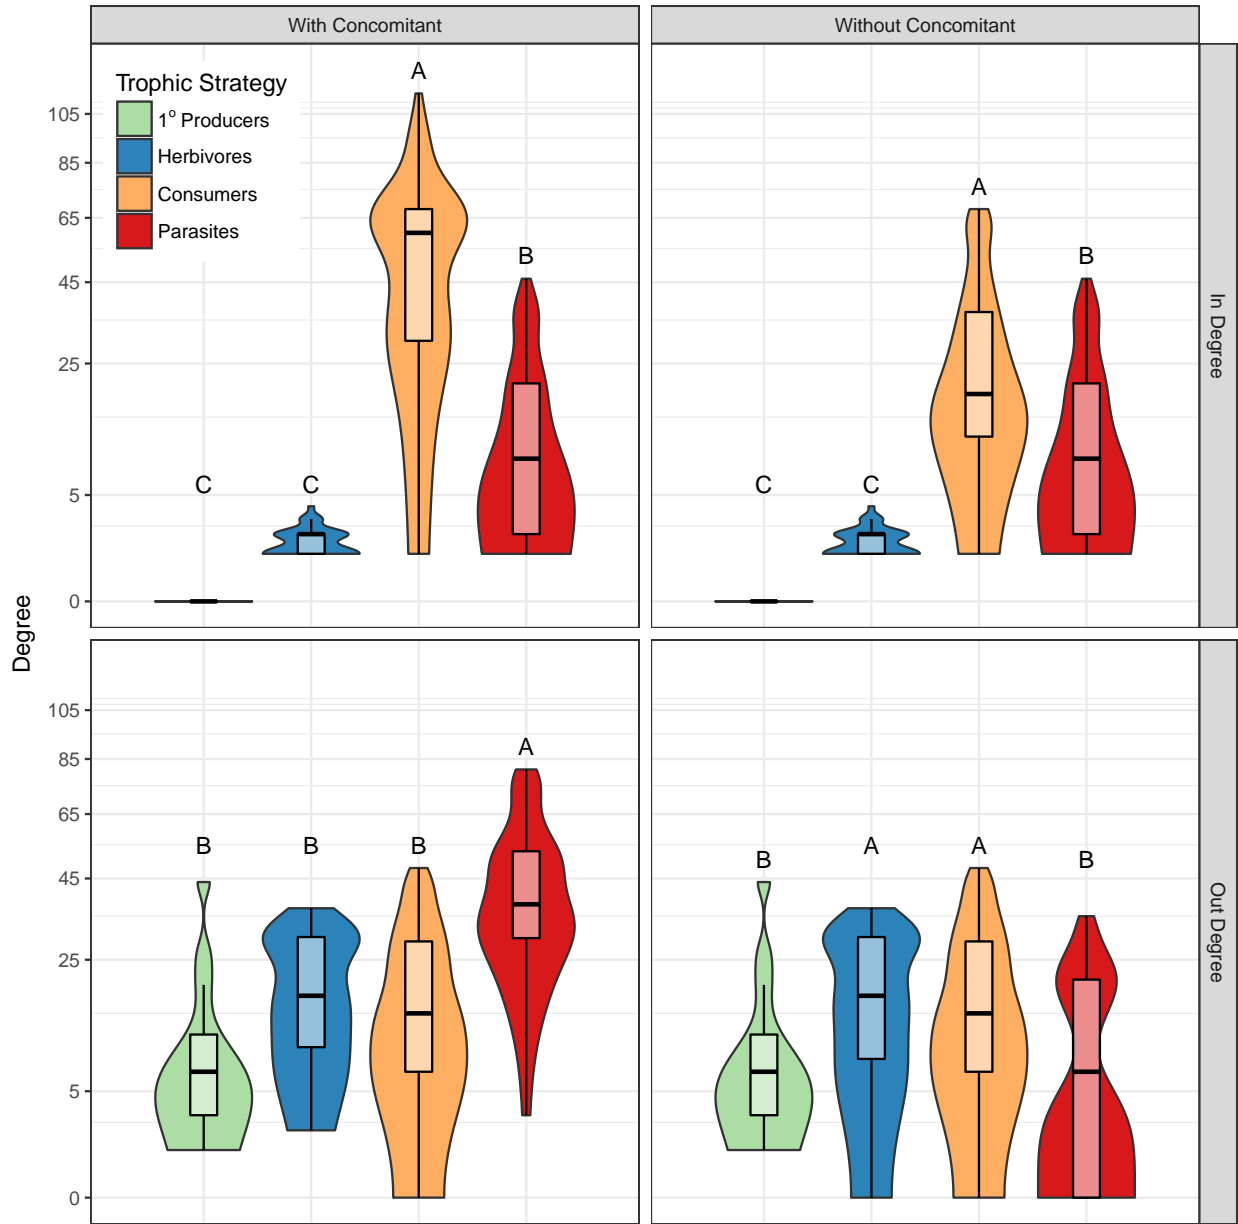 With Concomitant
Without Concomitant
Trophic Strategy
1° Producers
Herbivores
Consumers
Parasites
Degree
105
85
65
45
25
5
0
A
B
C
C
A
B
C
C
In Degree
105
85
65
45
25
5
0
B
B
B
A
B
A
A
B
Out Degree